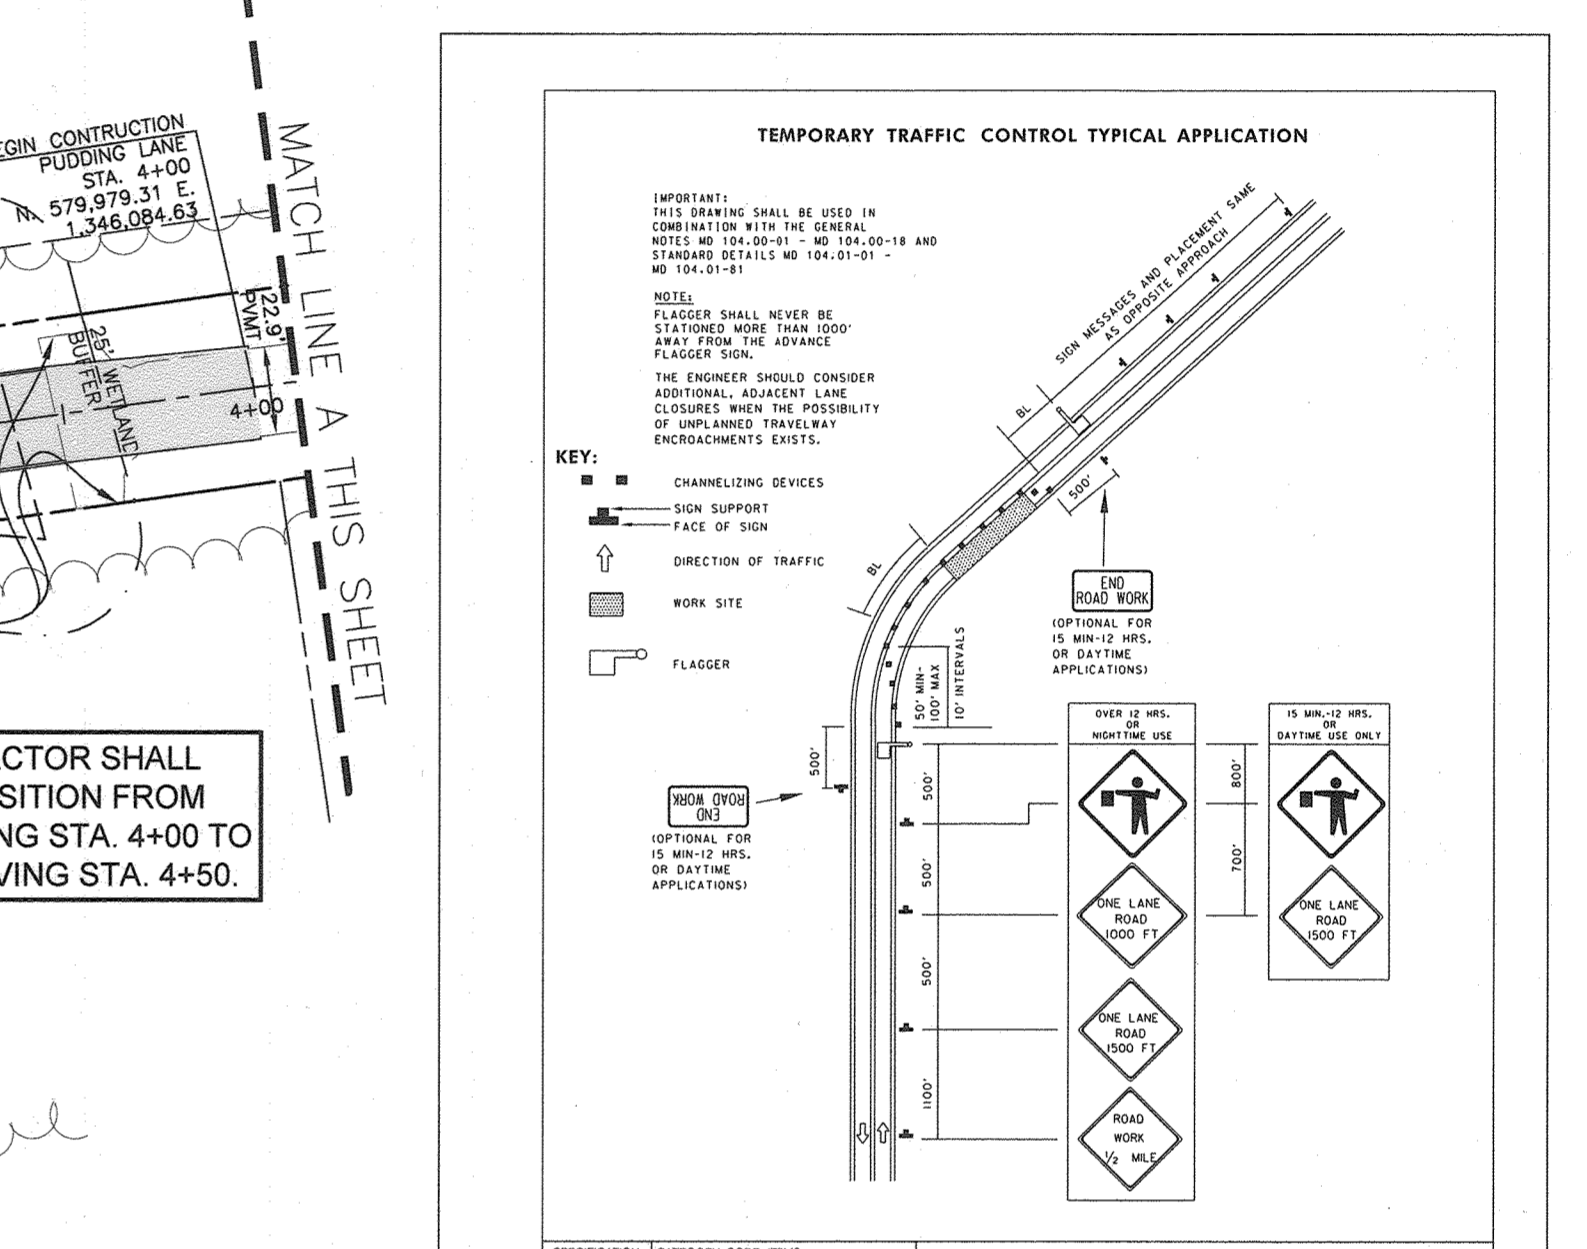 EGIN CONTRUCTION
PUDDING LANE
STA. 4+00
N. 579,979.31 E.
1,346,084.63
MATCH LINE A THIS SHEET
22.9'
PVMT
25' WETLAND
BUFFER
4+00
CTOR SHALL
SITION FROM
NG STA. 4+00 TO
VING STA. 4+50.
TEMPORARY TRAFFIC CONTROL TYPICAL APPLICATION
IMPORTANT:
THIS DRAWING SHALL BE USED IN
COMBINATION WITH THE GENERAL
NOTES MD 104.00-01 - MD 104.00-18 AND
STANDARD DETAILS MD 104.01-01 -
MD 104.01-81
NOTE:
FLAGGER SHALL NEVER BE
STATIONED MORE THAN 1000'
AWAY FROM THE ADVANCE
FLAGGER SIGN.
THE ENGINEER SHOULD CONSIDER
ADDITIONAL, ADJACENT LANE
CLOSURES WHEN THE POSSIBILITY
OF UNPLANNED TRAVELWAY
ENCROACHMENTS EXISTS.
KEY:
CHANNELIZING DEVICES
SIGN SUPPORT
FACE OF SIGN
DIRECTION OF TRAFFIC
WORK SITE
FLAGGER
SIGN MESSAGES AND PLACEMENT SAME
AS OPPOSITE APPROACH
BL
500'
BL
END
ROAD WORK
(OPTIONAL FOR
15 MIN-12 HRS.
OR DAYTIME
APPLICATIONS)
50' MIN-
100' MAX
10' INTERVALS
500'
END
ROAD WORK
(OPTIONAL FOR
15 MIN-12 HRS.
OR DAYTIME
APPLICATIONS)
500'
500'
500'
1100'
OVER 12 HRS.
OR
NIGHTTIME USE
ONE LANE
ROAD
1000 FT
ONE LANE
ROAD
1500 FT
ROAD
WORK
1/2 MILE
800'
700'
15 MIN.-12 HRS.
OR
DAYTIME USE ONLY
ONE LANE
ROAD
1500 FT